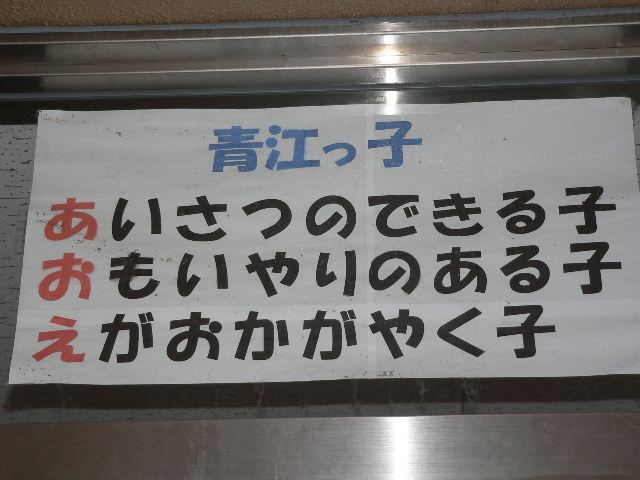 青江っ子
あいさつのできる子
おもいやりのある子
えがおかがやく子